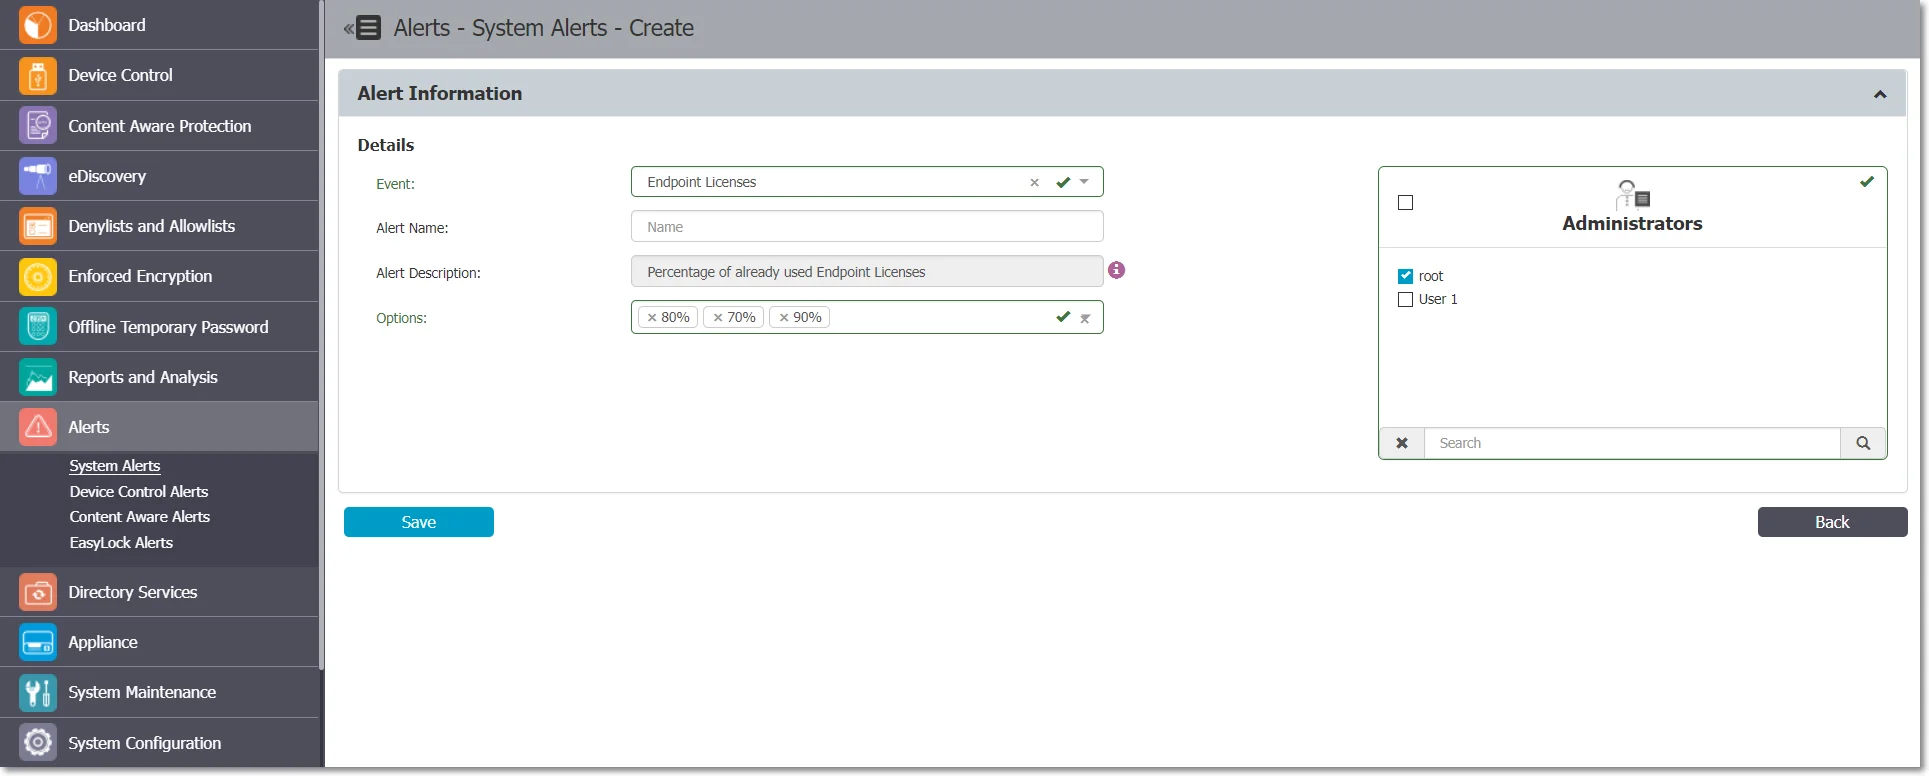 Dashboard
Device Control
Content Aware Protection
eDiscovery
Denylists and Allowlists
Enforced Encryption
Offline Temporary Password
Reports and Analysis
Alerts
System Alerts
Device Control Alerts
Content Aware Alerts
EasyLock Alerts
Directory Services
Appliance
System Maintenance
System Configuration
Alerts - System Alerts - Create
Alert Information
Details
Event:
Endpoint Licenses
Alert Name:
Name
Alert Description:
Percentage of already used Endpoint Licenses
Options:
80% 70% 90%
Administrators
root
User 1
Search
Save
Back